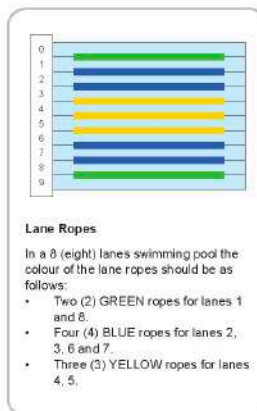 0
1
2
3
4
5
6
7
8
9
Lane Ropes
In a 8 (eight) lanes swimming pool the
colour of the lane ropes should be as
follows:
• Two (2) GREEN ropes for lanes 1
and 8.
• Four (4) BLUE ropes for lanes 2,
3, 6 and 7.
• Three (3) YELLOW ropes for lanes
4, 5.